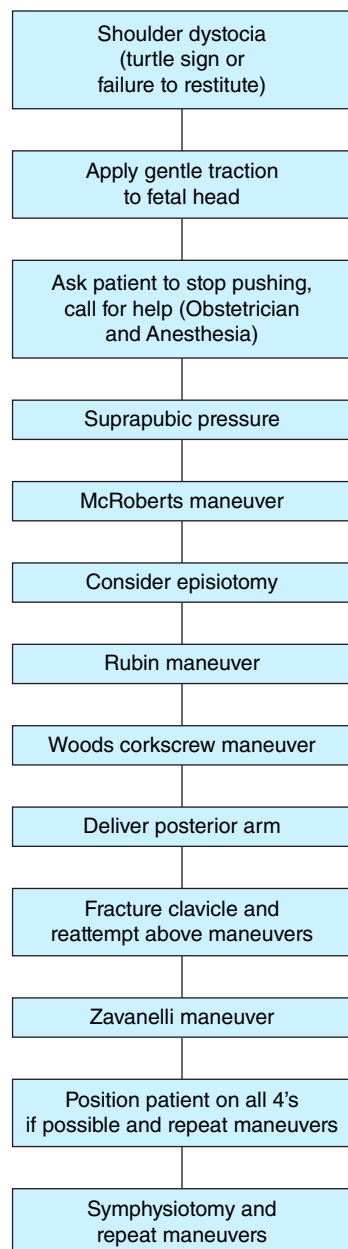 Shoulder dystocia
(turtle sign or
failure to restitute)
Apply gentle traction
to fetal head
Ask patient to stop pushing,
call for help (Obstetrician
and Anesthesia)
Suprapubic pressure
McRoberts maneuver
Consider episiotomy
Rubin maneuver
Woods corkscrew maneuver
Deliver posterior arm
Fracture clavicle and
reattempt above maneuvers
Zavanelli maneuver
Position patient on all 4's
if possible and repeat maneuvers
Symphysiotomy and
repeat maneuvers